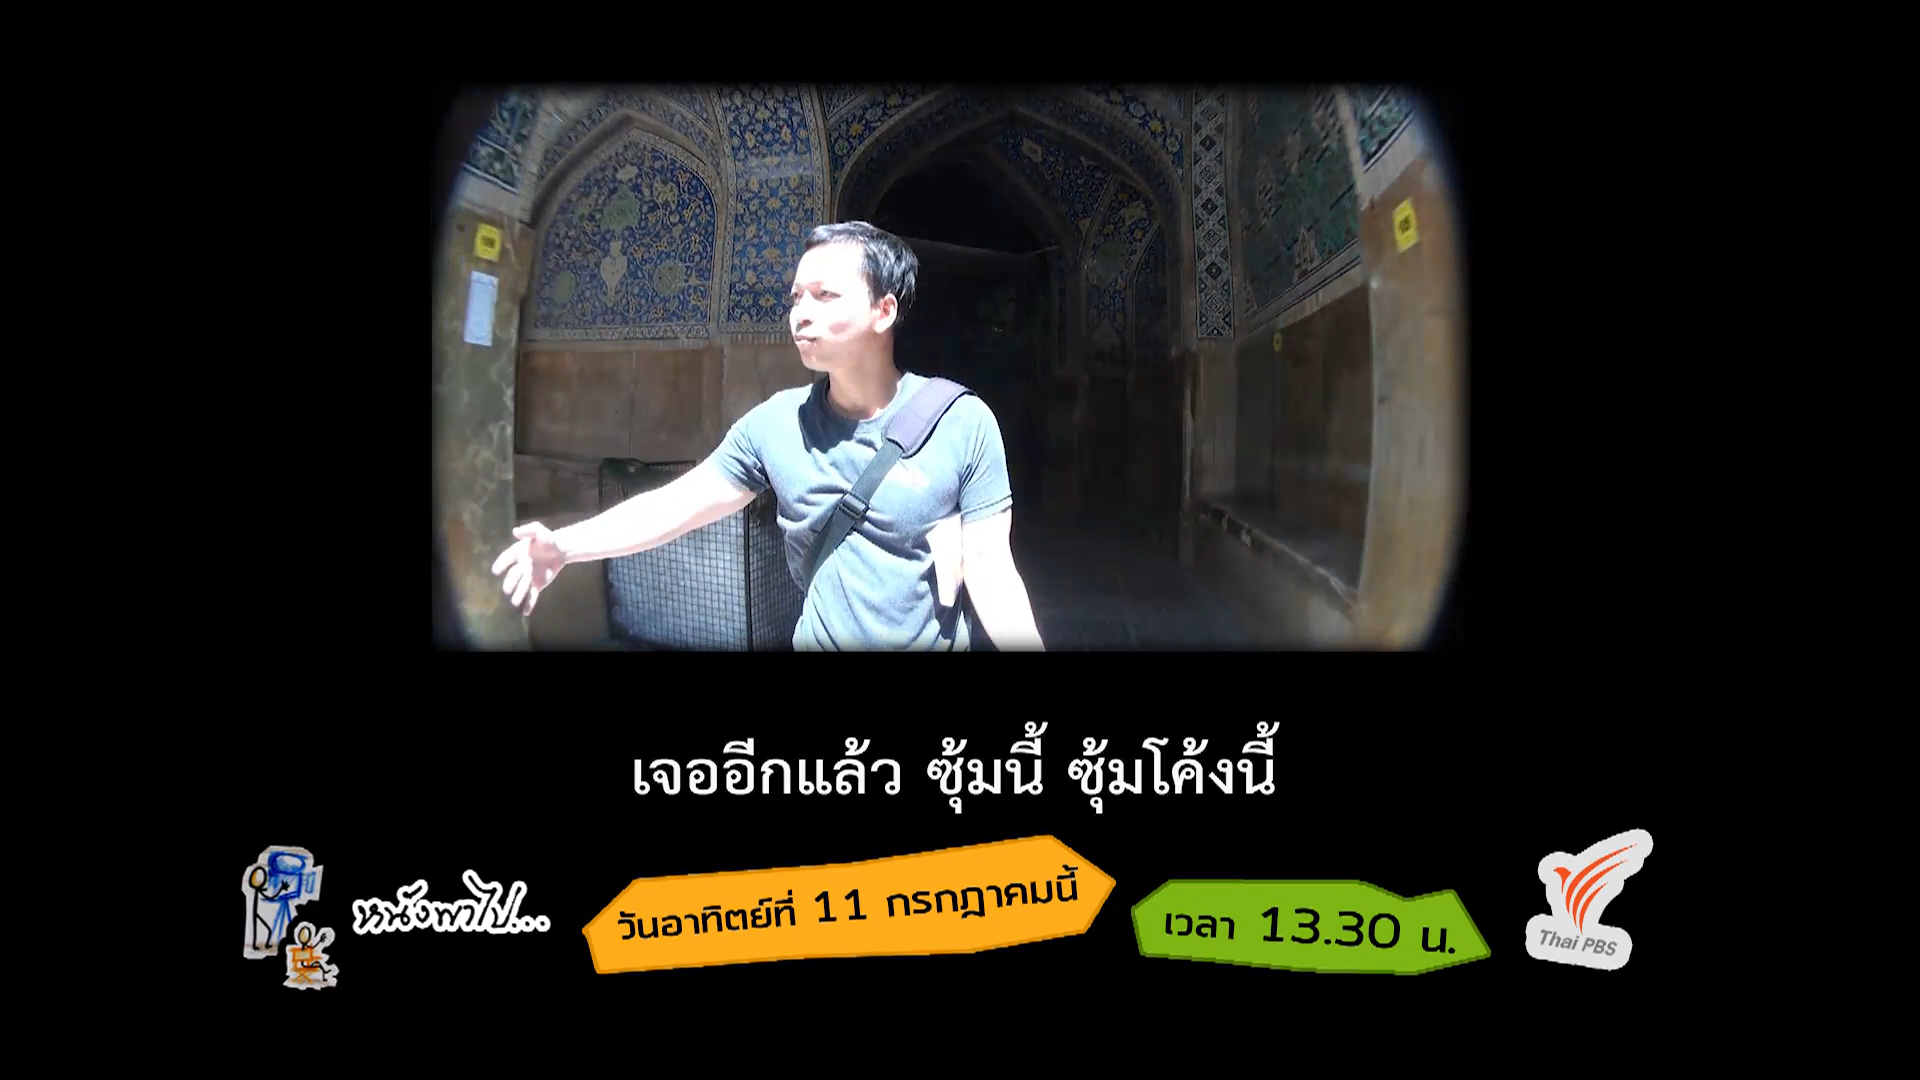 เจออีกแล้ว ซุ้มนี้ ซุ้มโค้งนี้
หนังพาไป...
วันอาทิตย์ที่ 11 กรกฎาคมนี้
เวลา 13.30 น.
Thai PBS